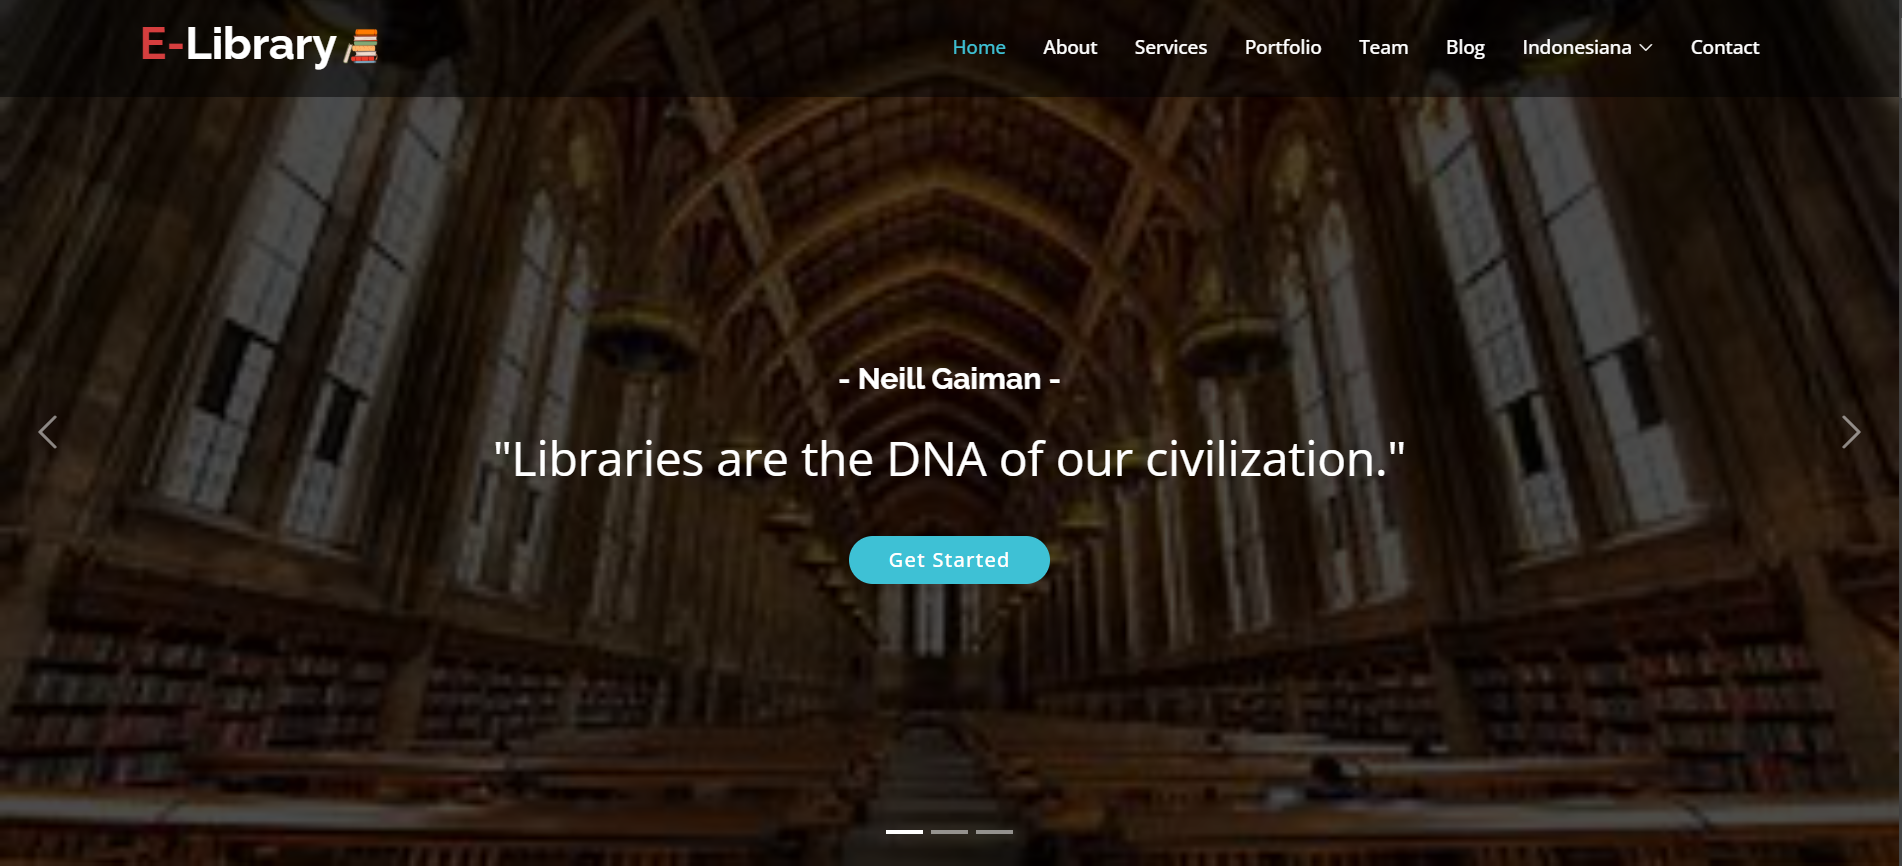 E-Library
Home About Services Portfolio Team Blog Indonesiana Contact
- Neill Gaiman -
"Libraries are the DNA of our civilization."
Get Started